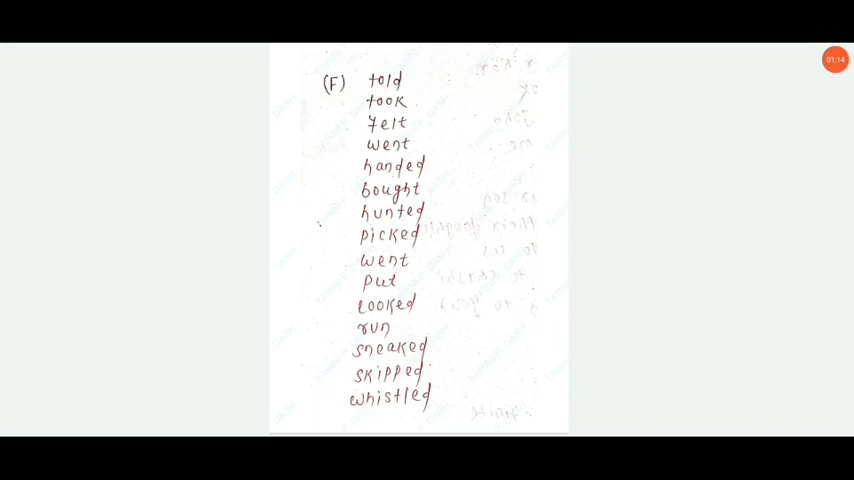 (F) told
took
felt
went
handed
bought
hunted
picked
went
put
looked
run
sneaked
skipped
whistled
01:14